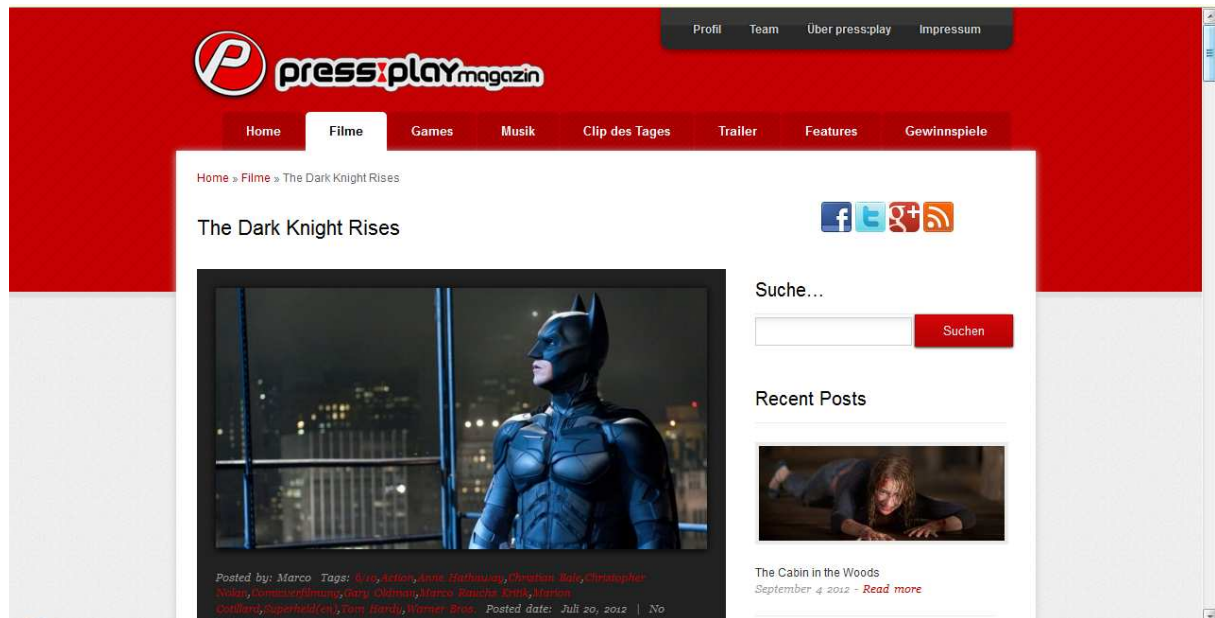 Profil Team Über press:play Impressum
press:play magazin
Home Filme Games Musik Clip des Tages Trailer Features Gewinnspiele
Home » Filme » The Dark Knight Rises
The Dark Knight Rises
Suche...
Suchen
Recent Posts
The Cabin in the Woods
September 4 2012 - Read more
Posted by: Marco Tags: 8/10,Action,Anne Hathaway,Christian Bale,Christopher
Nolan,Comicverfilmung,Gary Oldman,Marco Rauchs Kritik,Marion
Cotillard,Superheld(en),Tom Hardy,Warner Bros. Posted date: Juli 20, 2012 | No